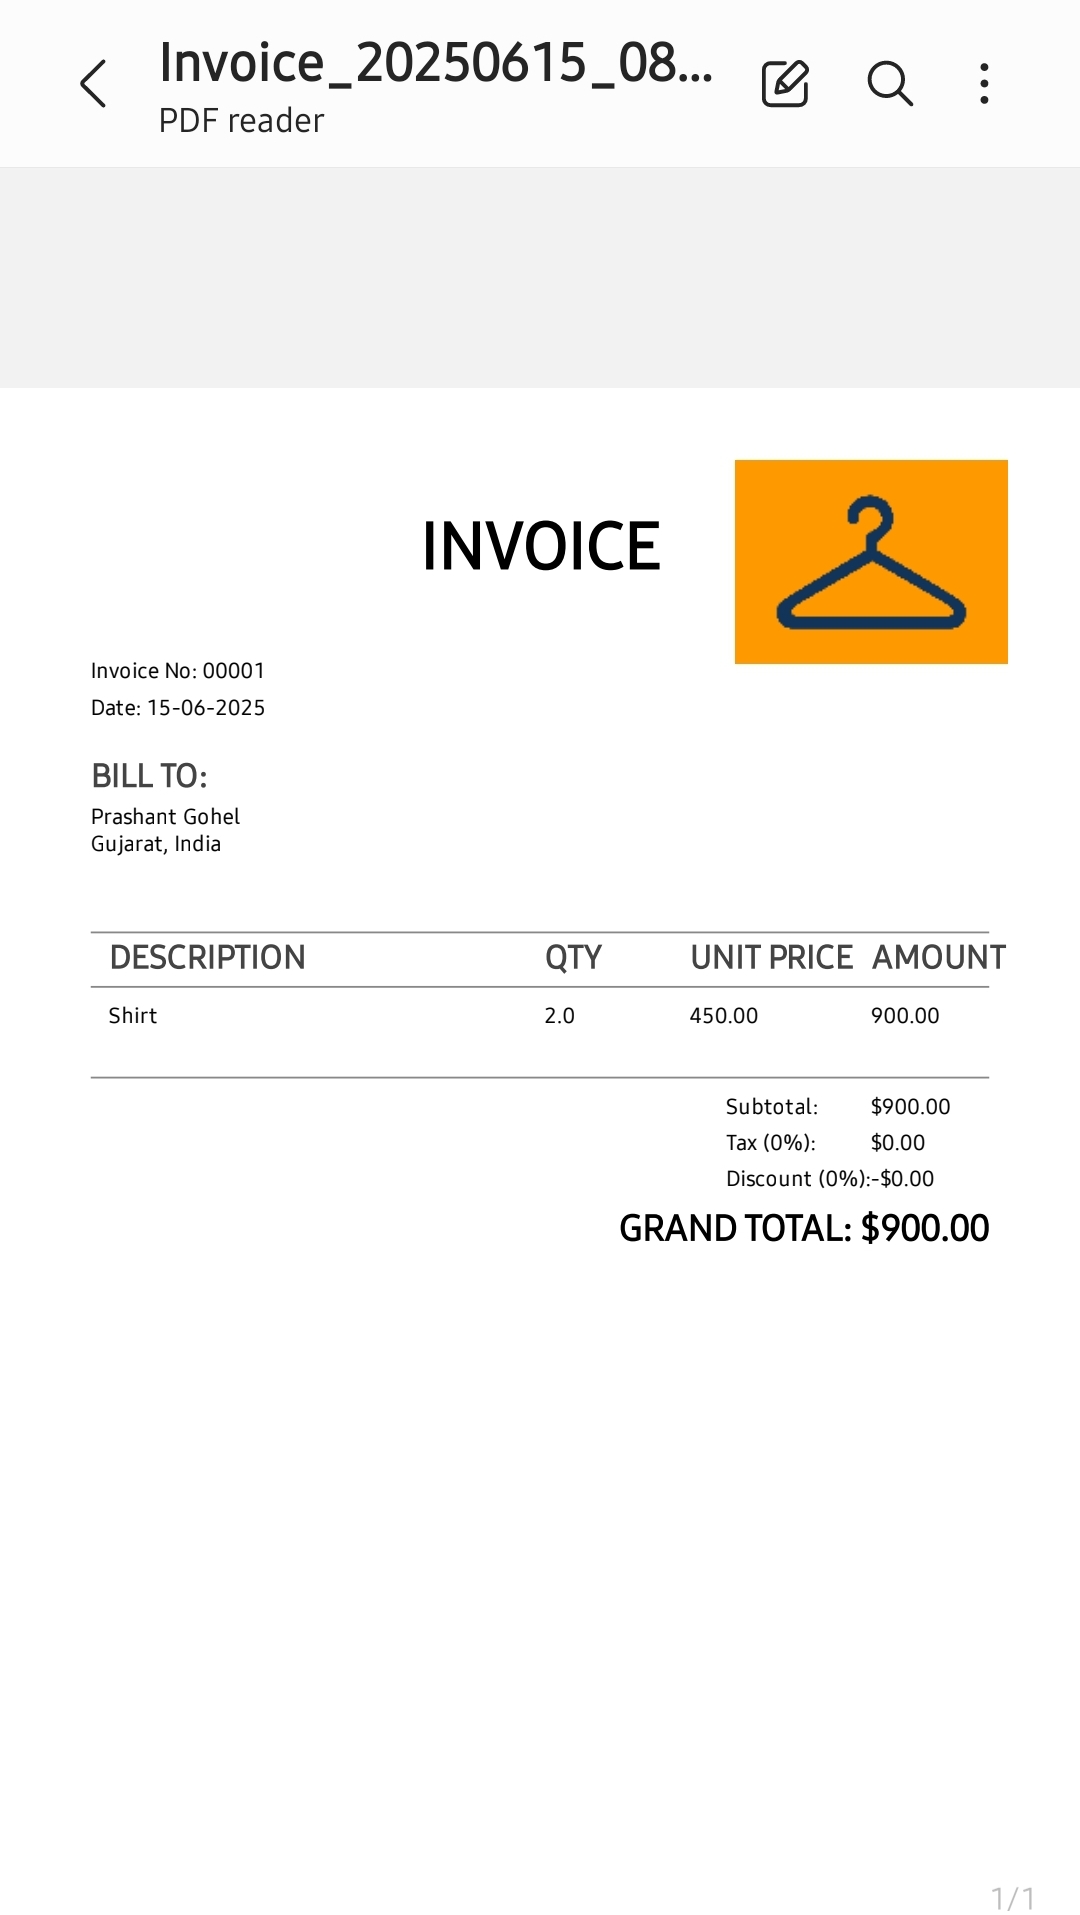 Invoice_20250615_08...
PDF reader
INVOICE
Invoice No: 00001
Date: 15-06-2025
BILL TO:
Prashant Gohel
Gujarat, India
DESCRIPTION QTY UNIT PRICE AMOUNT
Shirt 2.0 450.00 900.00
Subtotal: $900.00
Tax (0%): $0.00
Discount (0%):-$0.00
GRAND TOTAL: $900.00
1/1